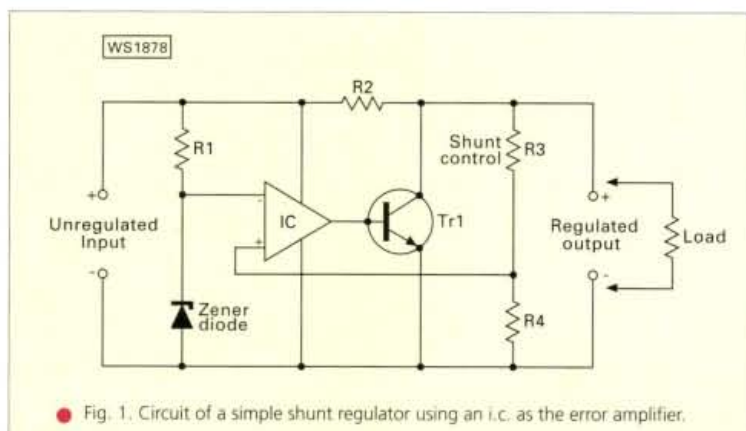 WS1878
R2
R1
Shunt
control
R3
+
-
+
IC
Tr1
+
Unregulated
Input
-
Regulated
output
-
Load
Zener
diode
R4
Fig. 1. Circuit of a simple shunt regulator using an i.c. as the error amplifier.